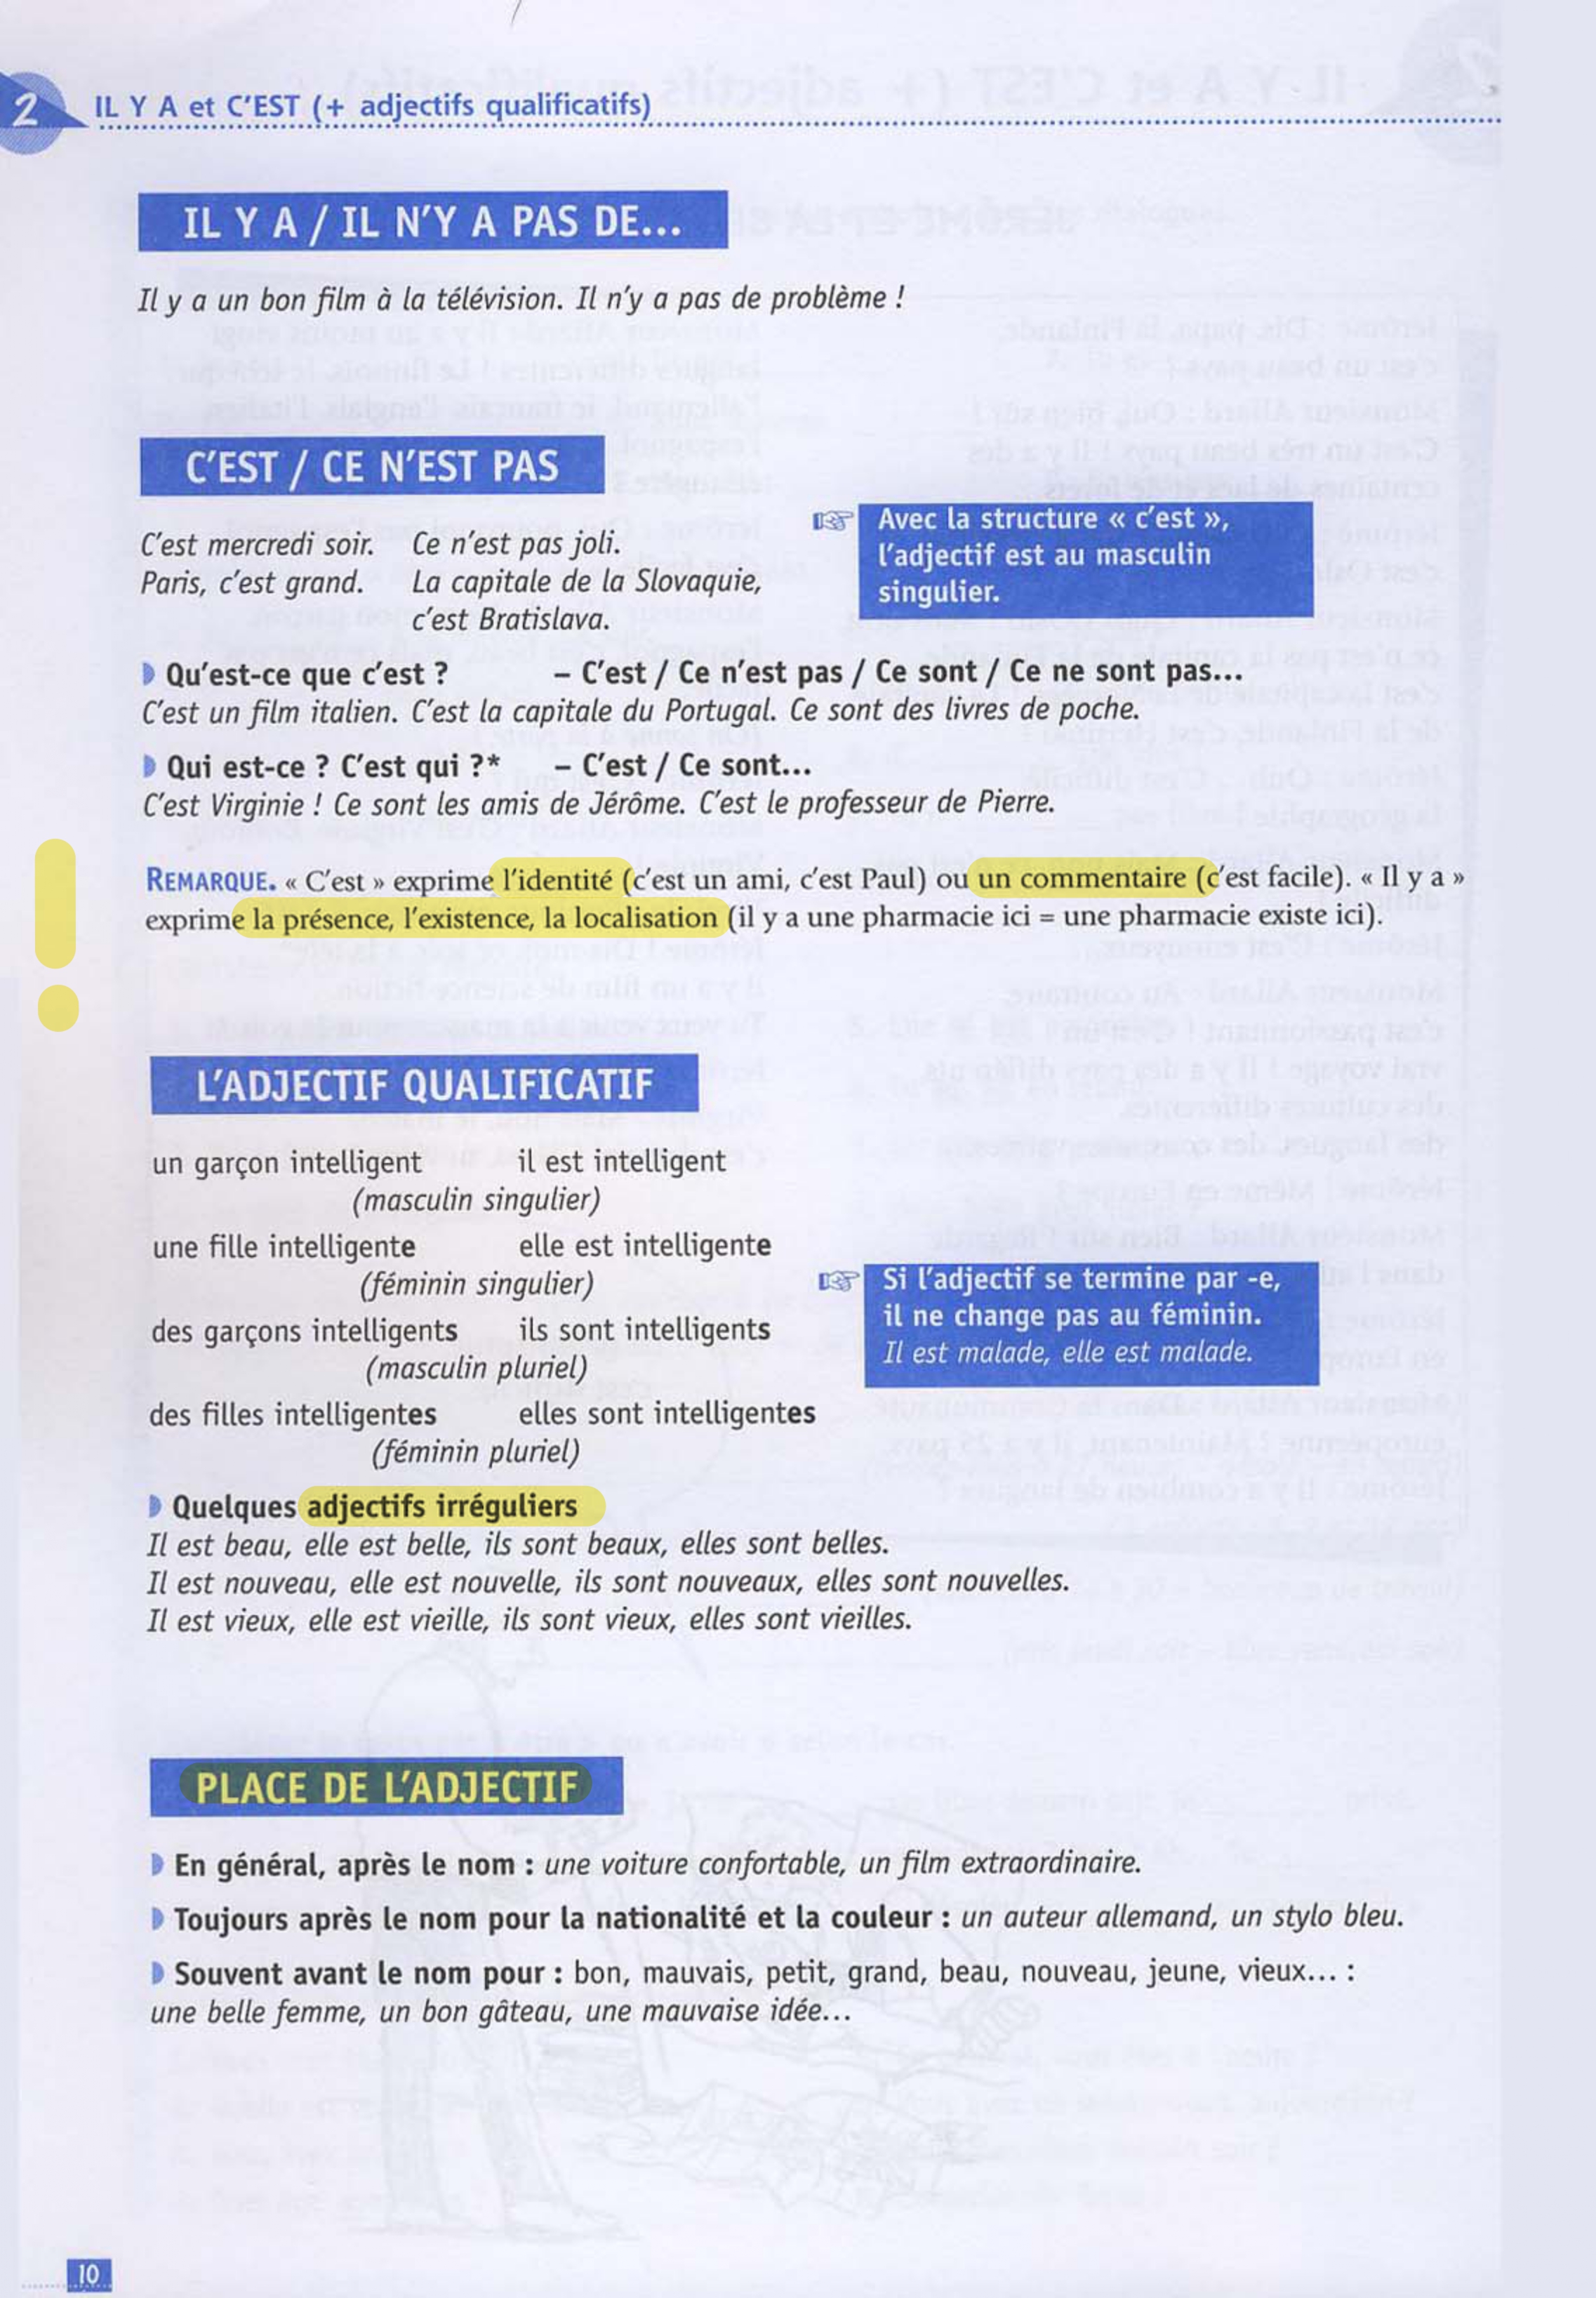 2
IL Y A et C'EST (+ adjectifs qualificatifs)
IL Y A / IL N'Y A PAS DE...
Il y a un bon film à la télévision. Il n'y a pas de problème !
C'EST / CE N'EST PAS
C'est mercredi soir. Ce n'est pas joli.
Paris, c'est grand. La capitale de la Slovaquie,
c'est Bratislava.
Avec la structure « c'est »,
l'adjectif est au masculin
singulier.
Qu'est-ce que c'est ? – C'est / Ce n'est pas / Ce sont / Ce ne sont pas...
C'est un film italien. C'est la capitale du Portugal. Ce sont des livres de poche.
Qui est-ce ? C'est qui ?* – C'est / Ce sont...
C'est Virginie ! Ce sont les amis de Jérôme. C'est le professeur de Pierre.
REMARQUE. « C'est » exprime l'identité (c'est un ami, c'est Paul) ou un commentaire (c'est facile). « Il y a »
exprime la présence, l'existence, la localisation (il y a une pharmacie ici = une pharmacie existe ici).
L'ADJECTIF QUALIFICATIF
un garçon intelligent il est intelligent
(masculin singulier)
une fille intelligente elle est intelligente
(féminin singulier)
des garçons intelligents ils sont intelligents
(masculin pluriel)
des filles intelligentes elles sont intelligentes
(féminin pluriel)
Si l'adjectif se termine par -e,
il ne change pas au féminin.
Il est malade, elle est malade.
Quelques adjectifs irréguliers
Il est beau, elle est belle, ils sont beaux, elles sont belles.
Il est nouveau, elle est nouvelle, ils sont nouveaux, elles sont nouvelles.
Il est vieux, elle est vieille, ils sont vieux, elles sont vieilles.
PLACE DE L'ADJECTIF
En général, après le nom : une voiture confortable, un film extraordinaire.
Toujours après le nom pour la nationalité et la couleur : un auteur allemand, un stylo bleu.
Souvent avant le nom pour : bon, mauvais, petit, grand, beau, nouveau, jeune, vieux... :
une belle femme, un bon gâteau, une mauvaise idée...
10